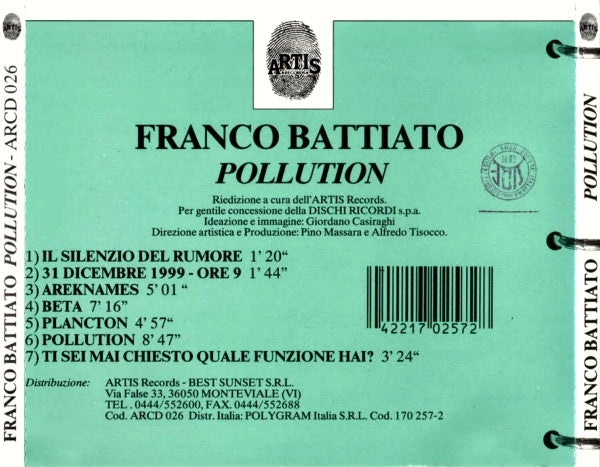 ARTIS
RECORDS
FRANCO BATTIATO
POLLUTION
Riedizione a cura dell'ARTIS Records.
Per gentile concessione della DISCHI RICORDI s.p.a.
Ideazione e immagine: Giordano Casiraghi
Direzione artistica e Produzione: Pino Massara e Alfredo Tisocco.
1) IL SILENZIO DEL RUMORE 1' 20"
2) 31 DICEMBRE 1999 - ORE 9 1' 44"
3) AREKNAMES 5' 01 "
4) BETA 7' 16"
5) PLANCTON 4' 57"
6) POLLUTION 8' 47"
7) TI SEI MAI CHIESTO QUALE FUNZIONE HAI? 3' 24"
42217 02572
Distribuzione: ARTIS Records - BEST SUNSET S.R.L.
Via False 33, 36050 MONTEVIALE (VI)
TEL . 0444/552600, FAX. 0444/552688
Cod. ARCD 026 Distr. Italia: POLYGRAM Italia S.R.L. Cod. 170 257-2
FRANCO BATTIATO POLLUTION - ARCD 026
ARTIS
FRANCO BATTIATO POLLUTION
ARTIS